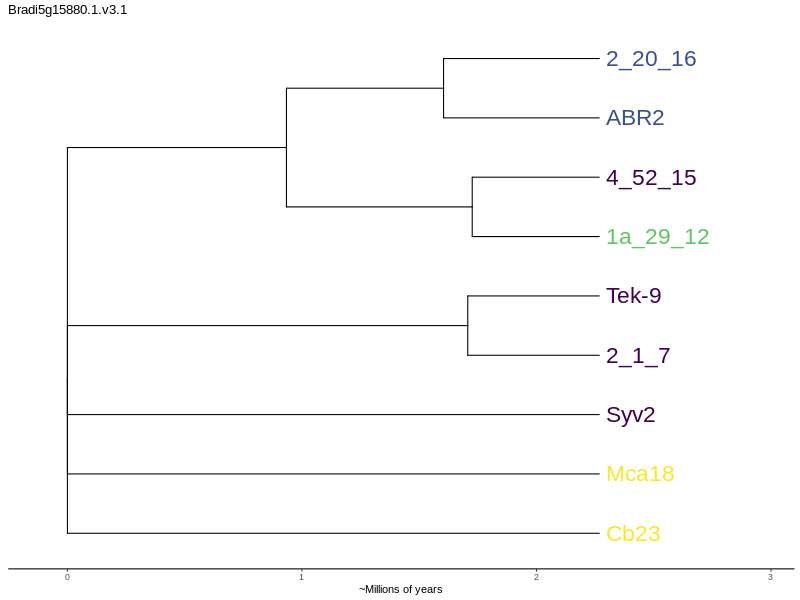 Bradi5g15880.1.v3.1
2_20_16
ABR2
4_52_15
1a_29_12
Tek-9
2_1_7
Syv2
Mca18
Cb23
0 1 2 3
~Millions of years